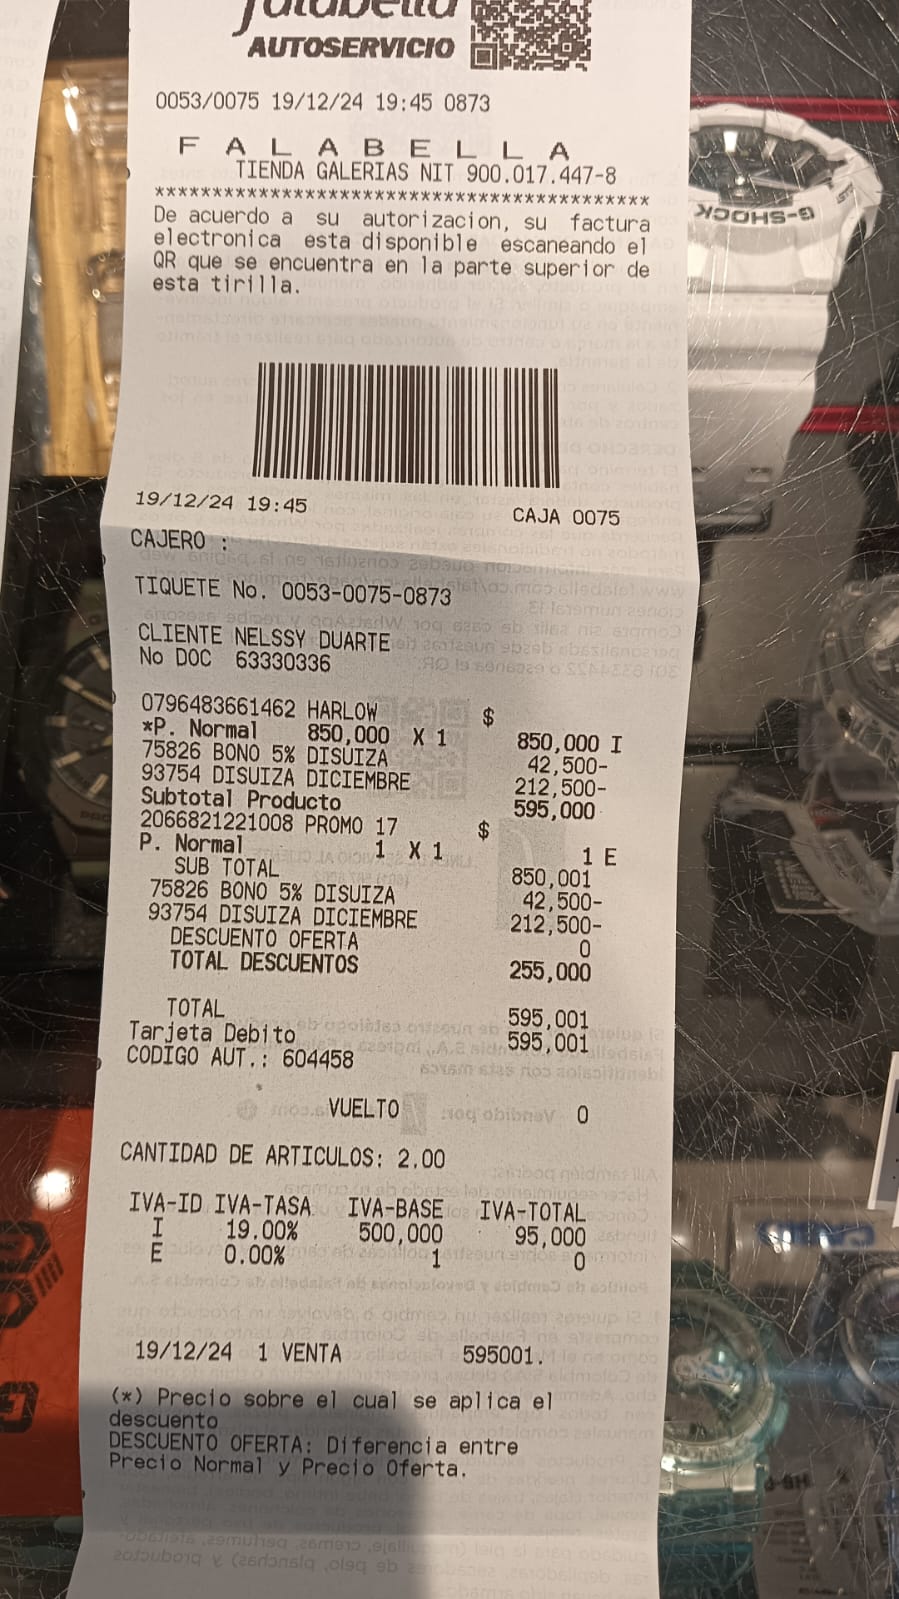 falabella
AUTOSERVICIO
0053/0075 19/12/24 19:45 0873
F A L A B E L L A
TIENDA GALERIAS NIT 900.017.447-8
*******************************************
De acuerdo a su autorizacion, su factura
electronica esta disponible escaneando el
QR que se encuentra en la parte superior de
esta tirilla.
G-SHOCK
19/12/24 19:45 CAJA 0075
CAJERO :
TIQUETE No. 0053-0075-0873
CLIENTE NELSSY DUARTE
No DOC 63330336
0796483661462 HARLOW $
*P. Normal 850,000 X 1 850,000 I
75826 BONO 5% DISUIZA 42,500-
93754 DISUIZA DICIEMBRE 212,500-
Subtotal Producto 595,000
2066821221008 PROMO 17 $
P. Normal 1 X 1 1 E
SUB TOTAL 850,001
75826 BONO 5% DISUIZA 42,500-
93754 DISUIZA DICIEMBRE 212,500-
DESCUENTO OFERTA 0
TOTAL DESCUENTOS 255,000
TOTAL 595,001
Tarjeta Debito 595,001
CODIGO AUT.: 604458
VUELTO 0
CANTIDAD DE ARTICULOS: 2.00
IVA-ID IVA-TASA IVA-BASE IVA-TOTAL
I 19.00% 500,000 95,000
E 0.00% 1 0
19/12/24 1 VENTA 595001.
(*) Precio sobre el cual se aplica el
descuento
DESCUENTO OFERTA: Diferencia entre
Precio Normal y Precio Oferta.